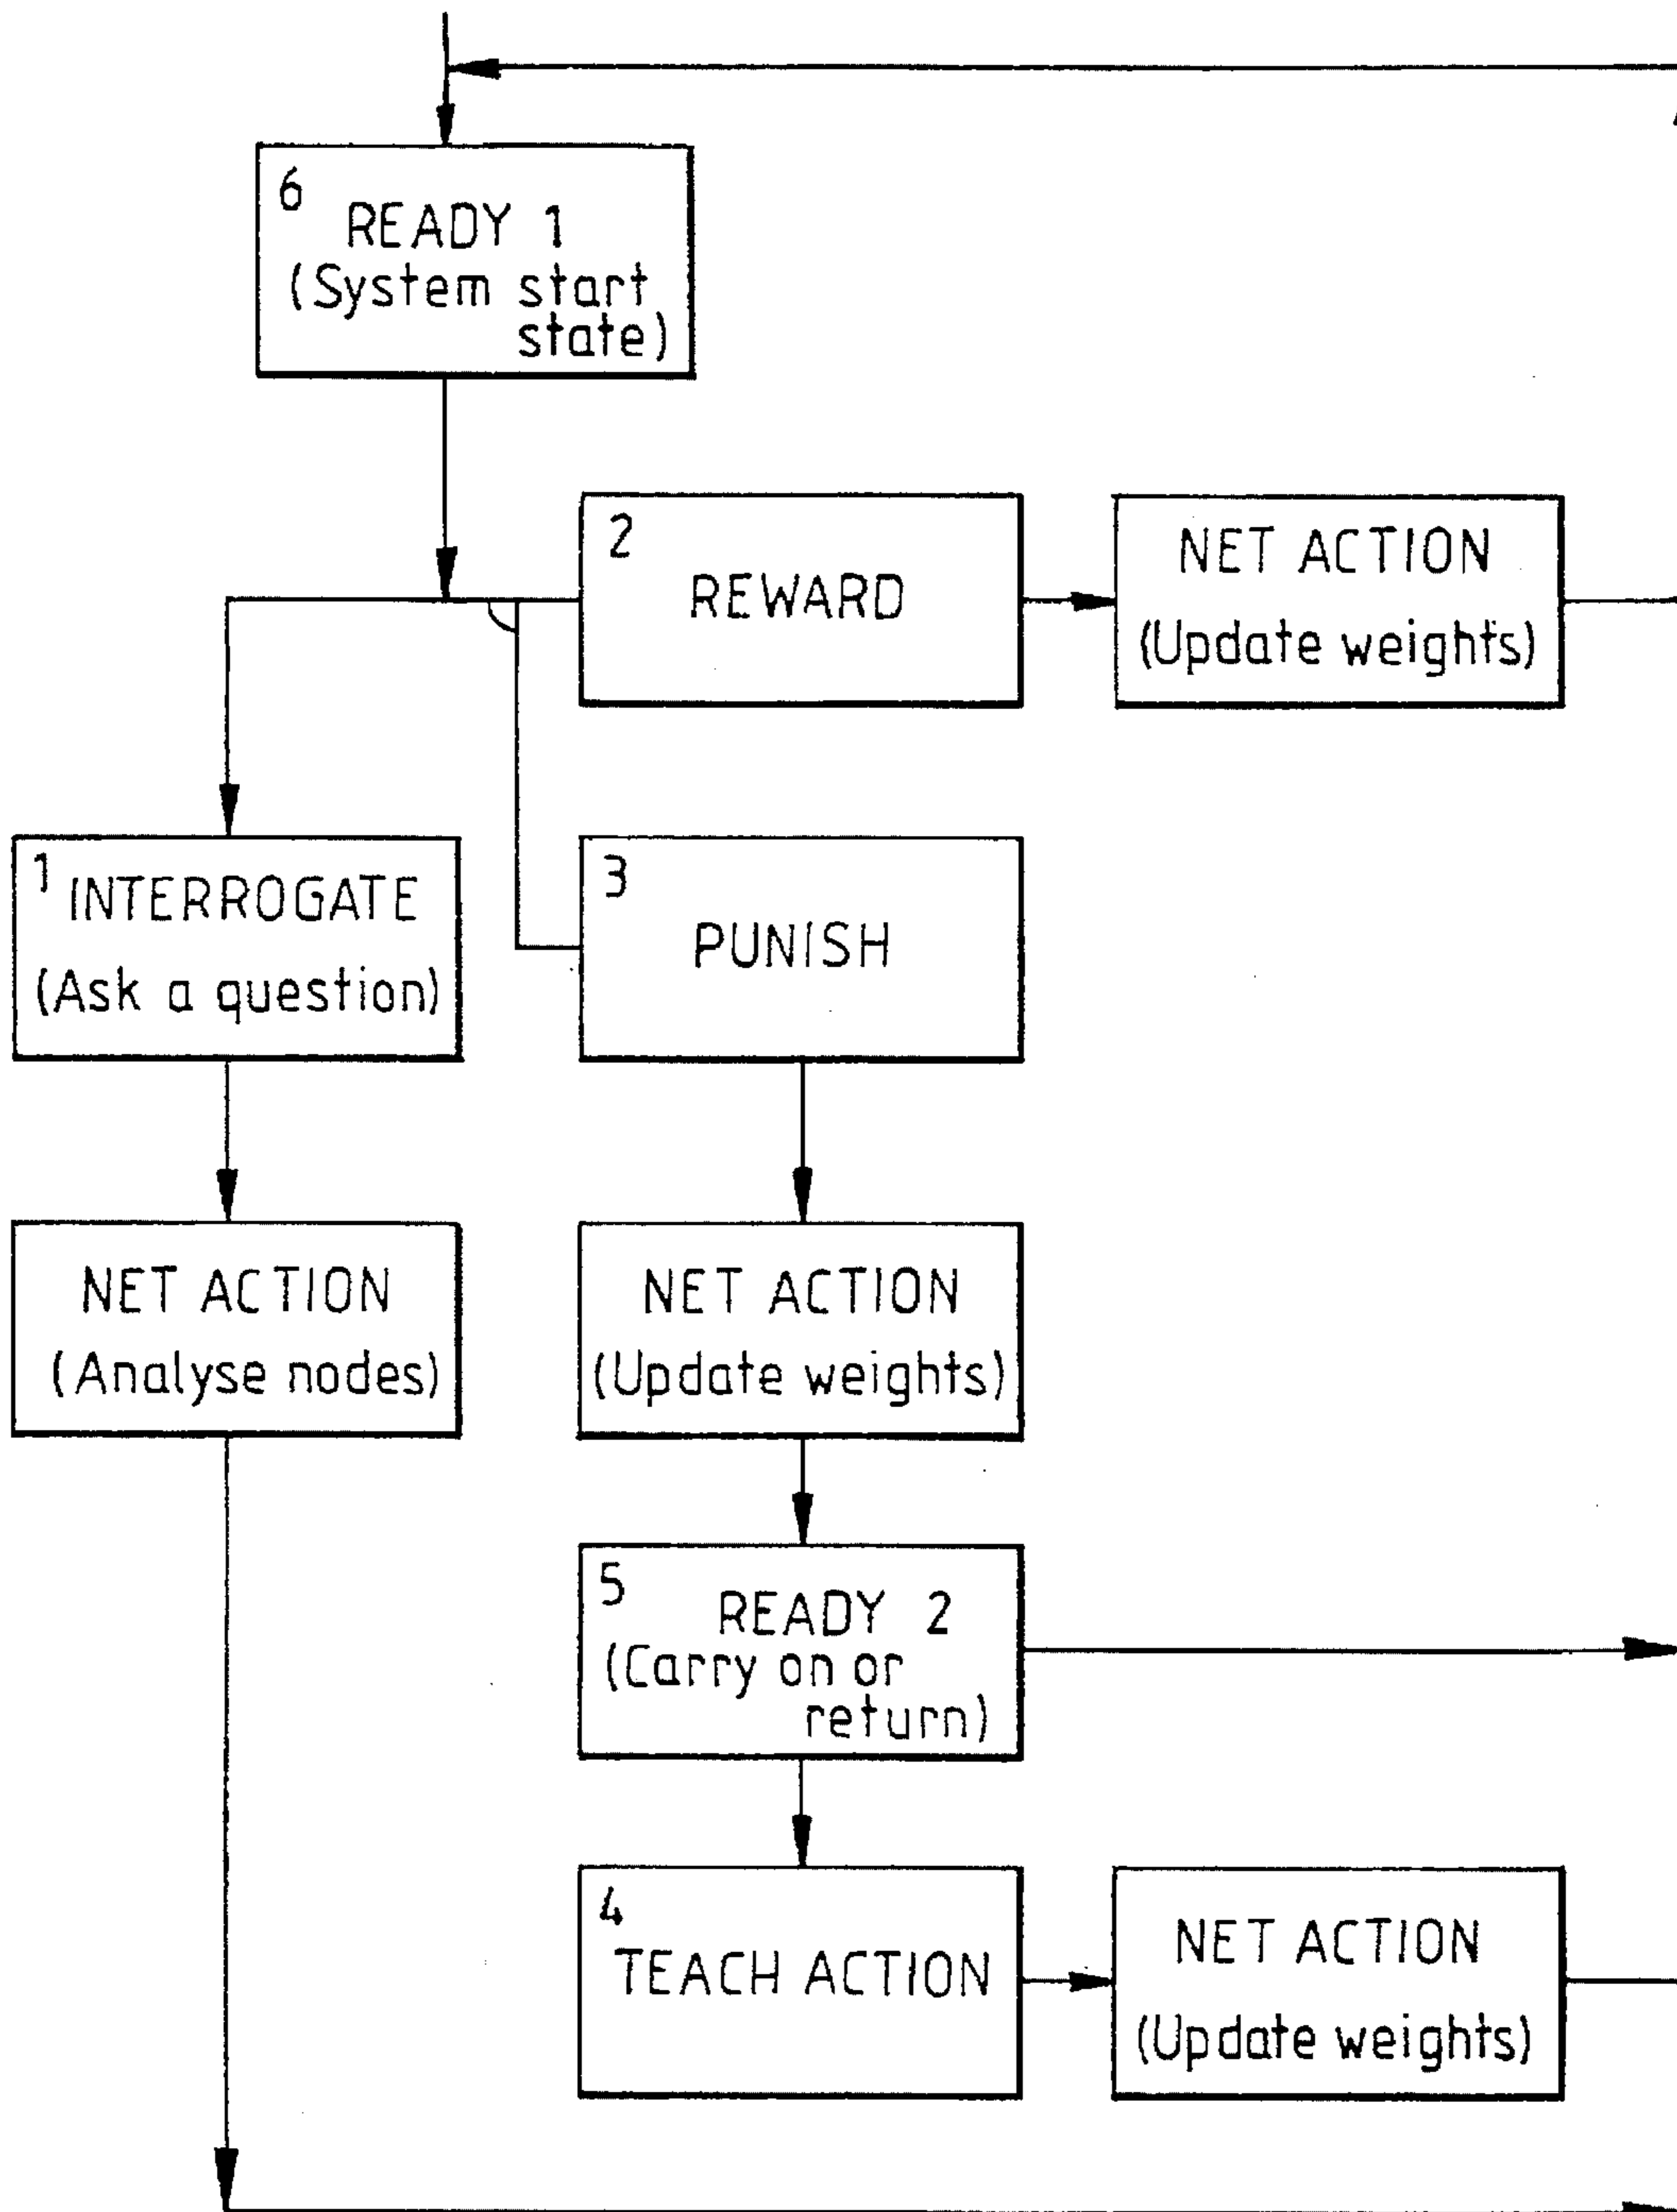 6
READY 1
(System start
state)
2
REWARD
NET ACTION
(Update weights)
1
INTERROGATE
(Ask a question)
3
PUNISH
NET ACTION
(Analyse nodes)
NET ACTION
(Update weights)
5
READY 2
(Carry on or
return)
4
TEACH ACTION
NET ACTION
(Update weights)